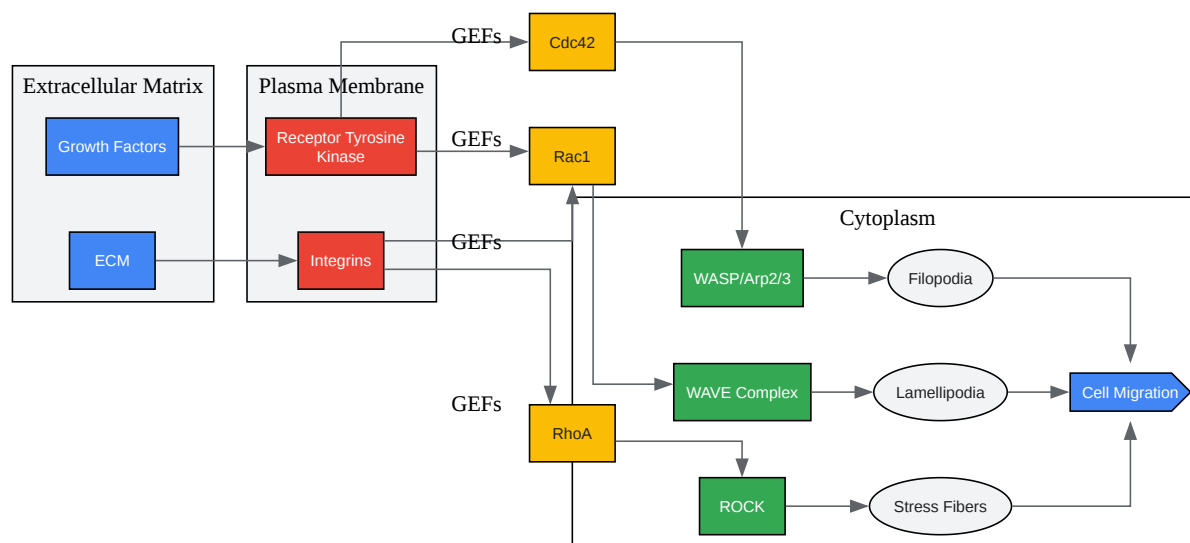 GEFs
Cdc42
Extracellular Matrix
Plasma Membrane
Growth Factors
Receptor Tyrosine
Kinase
GEFs
Rac1
Cytoplasm
ECM
Integrins
GEFs
WASP/Arp2/3
Filopodia
WAVE Complex
Lamellipodia
Cell Migration
GEFs
RhoA
ROCK
Stress Fibers